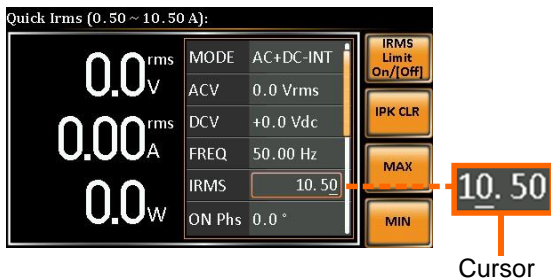 Quick Irms (0.50 ~ 10.50 A):
0.0 rms V
0.00 rms A
0.0 W
MODE AC+DC-INT
ACV 0.0 Vrms
DCV +0.0 Vdc
FREQ 50.00 Hz
IRMS 10.50
ON Phs 0.0 °
IRMS
Limit
On/[Off]
IPK CLR
MAX
MIN
10.50
Cursor